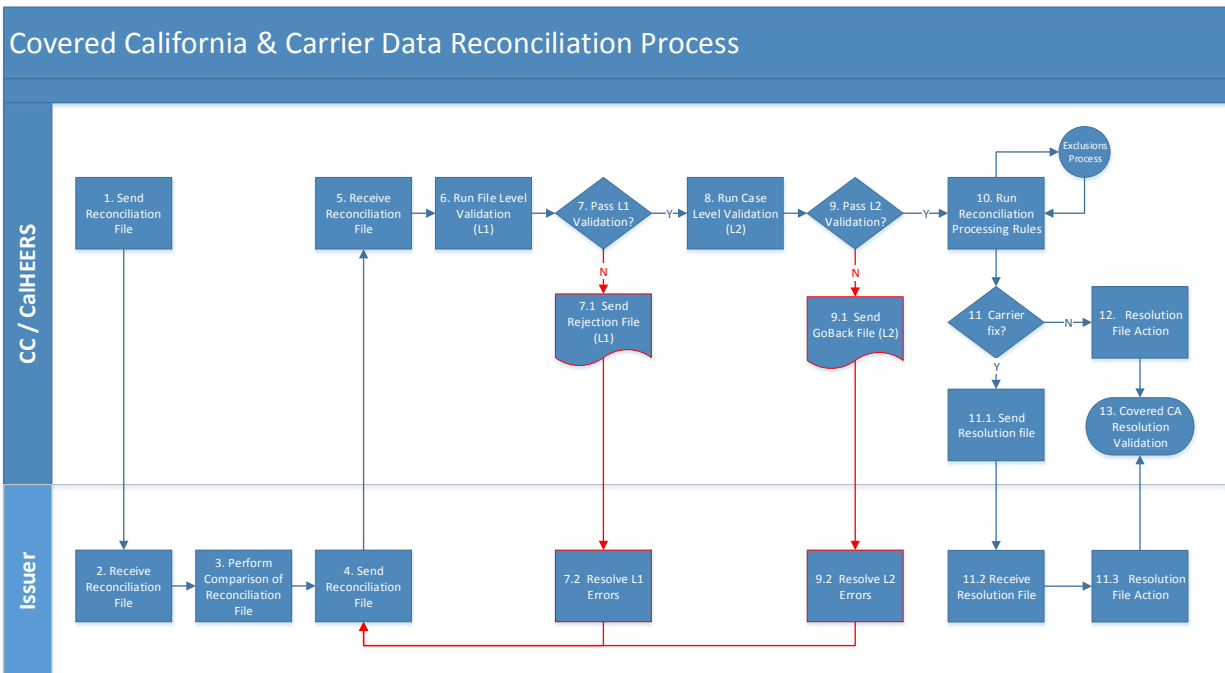 Covered California & Carrier Data Reconciliation Process
CC / CalHEERS
1. Send
Reconciliation
File
5. Receive
Reconciliation
File
6. Run File Level
Validation
(L1)
7. Pass L1
Validation?
Y
8. Run Case
Level Validation
(L2)
9. Pass L2
Validation?
Y
10. Run
Reconciliation
Processing Rules
Exclusions
Process
N
7.1 Send
Rejection File
(L1)
N
9.1 Send
GoBack File (L2)
11 Carrier
fix?
N
12. Resolution
File Action
Y
11.1. Send
Resolution file
13. Covered CA
Resolution
Validation
Issuer
2. Receive
Reconciliation
File
3. Perform
Comparison of
Reconciliation
File
4. Send
Reconciliation
File
7.2 Resolve L1
Errors
9.2 Resolve L2
Errors
11.2 Receive
Resolution File
11.3 Resolution
File Action